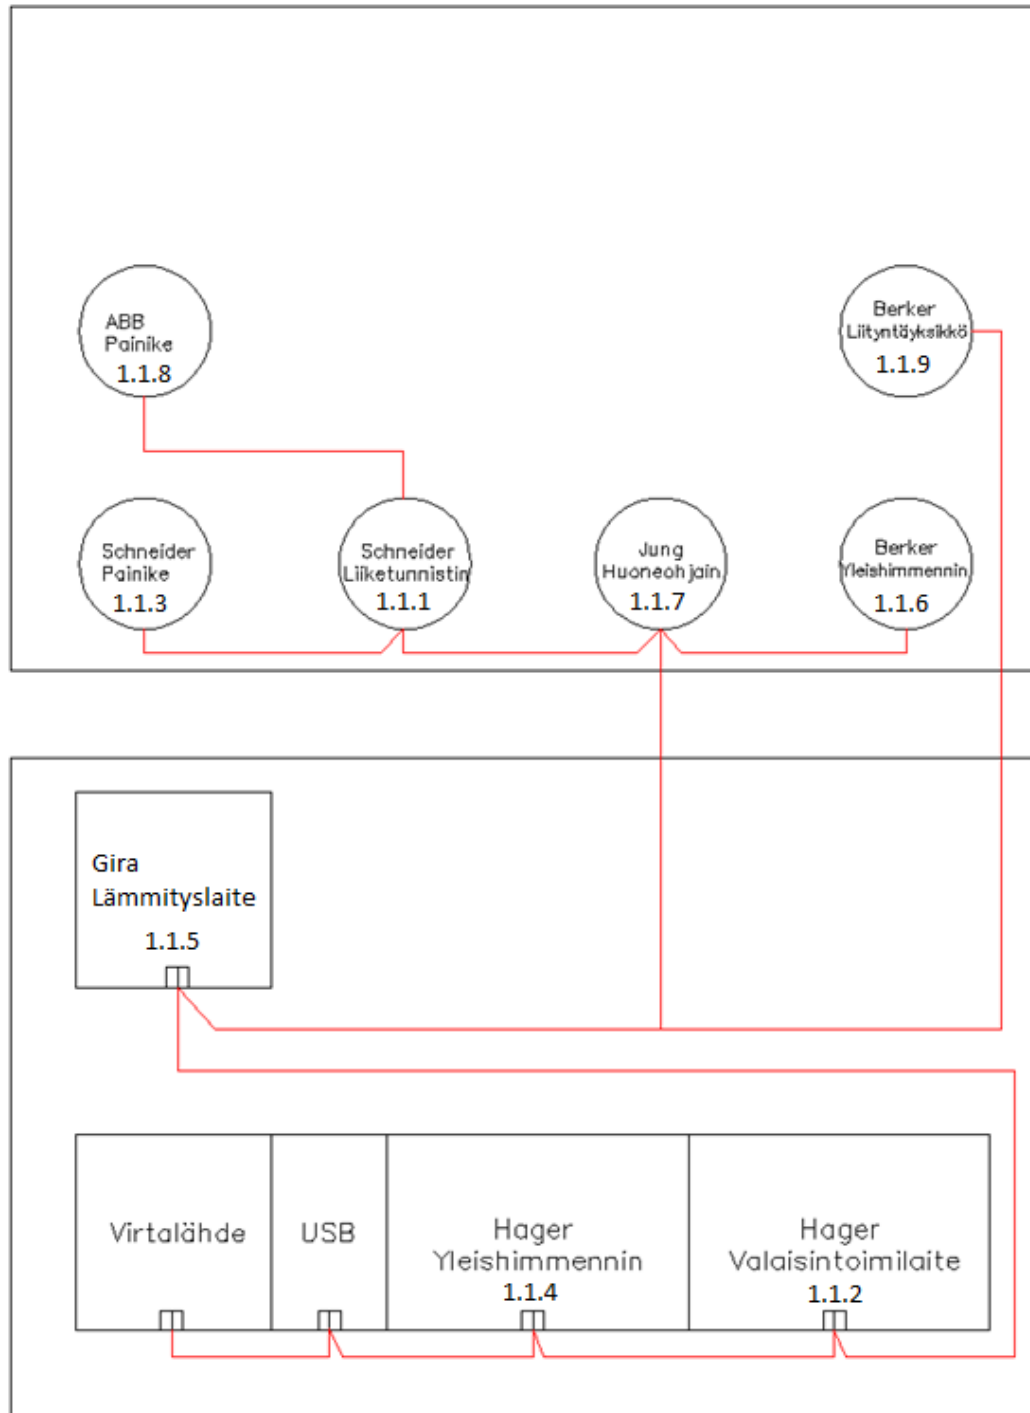 ABB
Painike
1.1.8
Berker
Liityntäyksikkö
1.1.9
Schneider
Painike
1.1.3
Schneider
Liiketunnistin
1.1.1
Jung
Huoneohjain
1.1.7
Berker
Yleishimmennin
1.1.6
Gira
Lämmityslaite
1.1.5
Virtalähde
USB
Hager
Yleishimmennin
1.1.4
Hager
Valaisintoimilaite
1.1.2